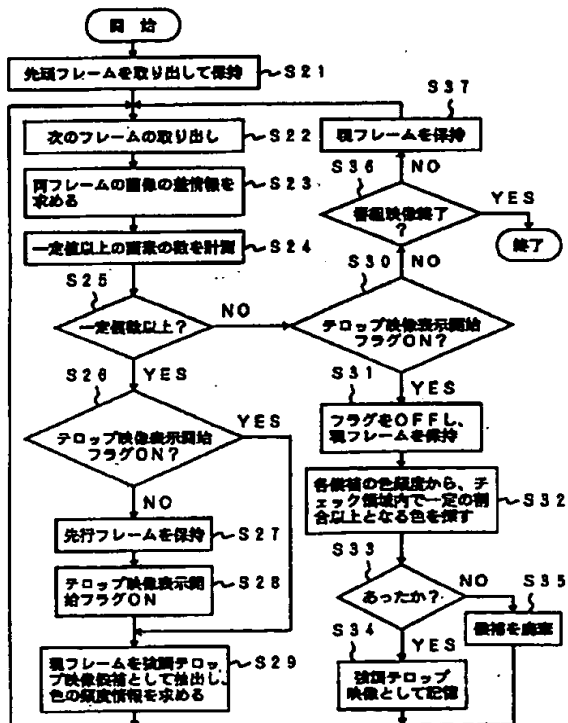 開始
先頭フレームを取り出して保持
S21
S37
次のフレームの取り出し
S22
現フレームを保持
両フレームの画像の差情報を
求める
S23
S36
NO
番組映像終了
?
YES
終了
一定値以上の画素の数を計測
S24
S30
NO
S25
一定個数以上?
NO
テロップ映像表示開始
フラグON?
YES
S26
テロップ映像表示開始
フラグON?
YES
S31
YES
フラグをOFFし、
現フレームを保持
NO
先行フレームを保持
S27
各候補の色頻度から、チ
ェック領域内で一定の割
合以上となる色を探す
S32
テロップ映像表示開
始フラグON
S28
S33
あったか?
NO
S35
候補を廃棄
S34
YES
現フレームを強調テロッ
プ映像候補として抽出し、
色の頻度情報を求める
S29
強調テロップ
映像として記憶